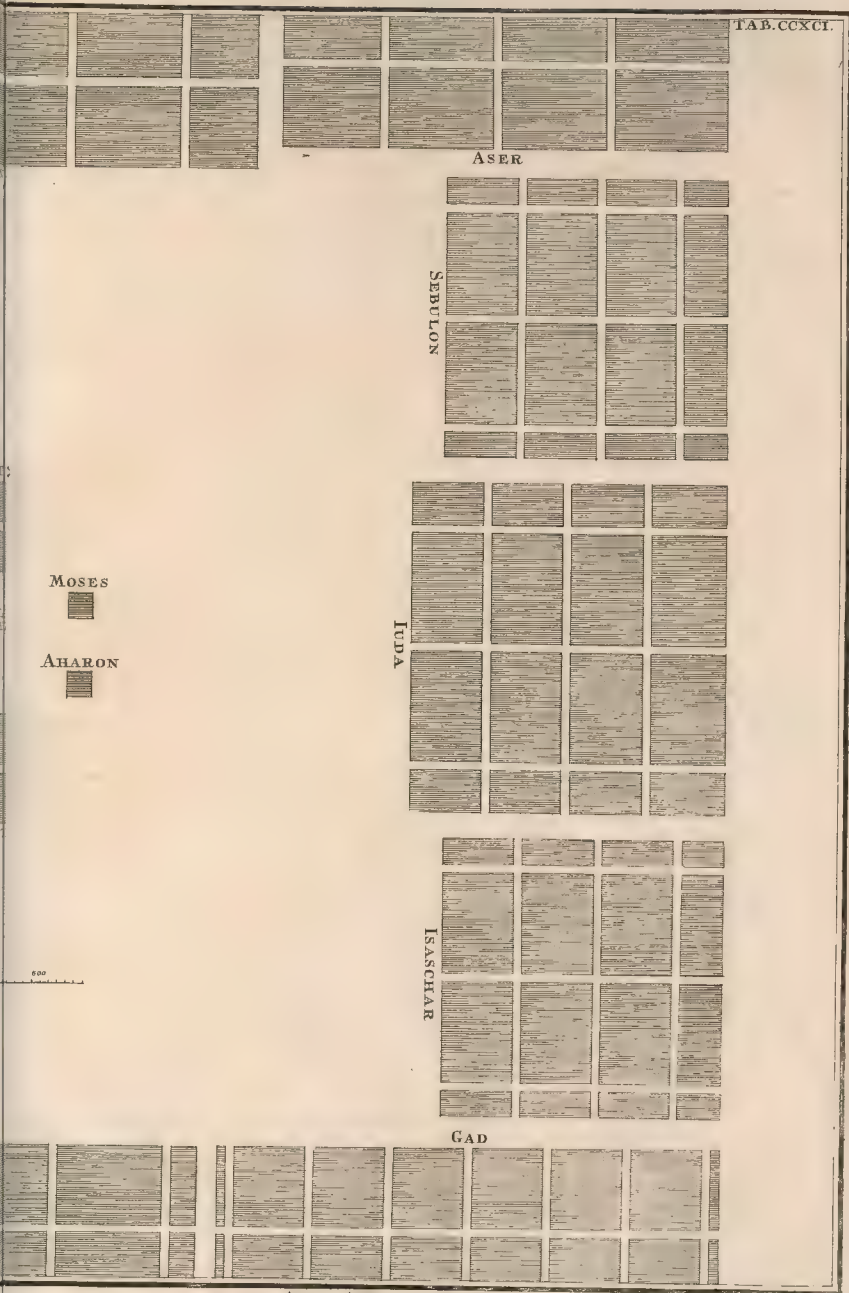 TAB.CCXCI.
ASER
SEBULON
MOSES
IUDA
AHARON
ISASCHAR
600
GAD